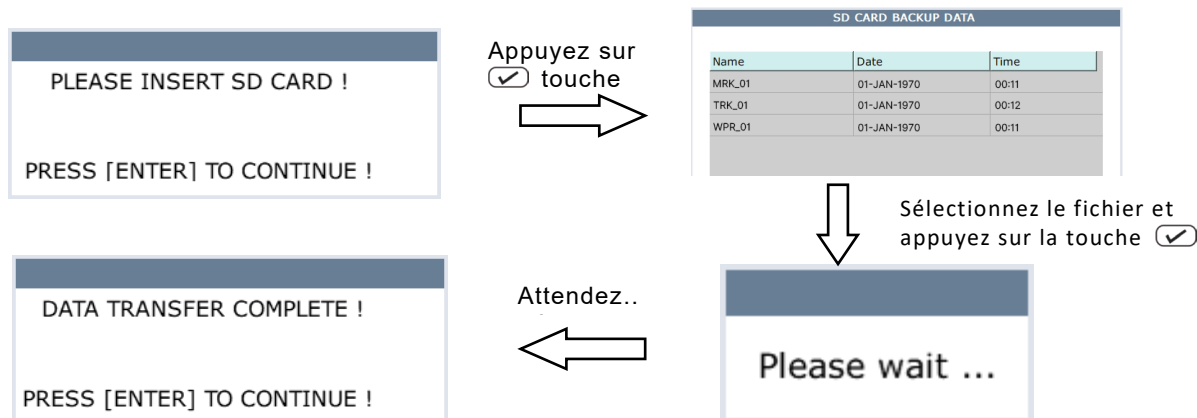 PLEASE INSERT SD CARD !
PRESS [ENTER] TO CONTINUE !
Appuyez sur
touche
SD CARD BACKUP DATA
Name Date Time
MRK_01 01-JAN-1970 00:11
TRK_01 01-JAN-1970 00:12
WPR_01 01-JAN-1970 00:11
Sélectionnez le fichier et
appuyez sur la touche
Please wait ...
Attendez..
DATA TRANSFER COMPLETE !
PRESS [ENTER] TO CONTINUE !